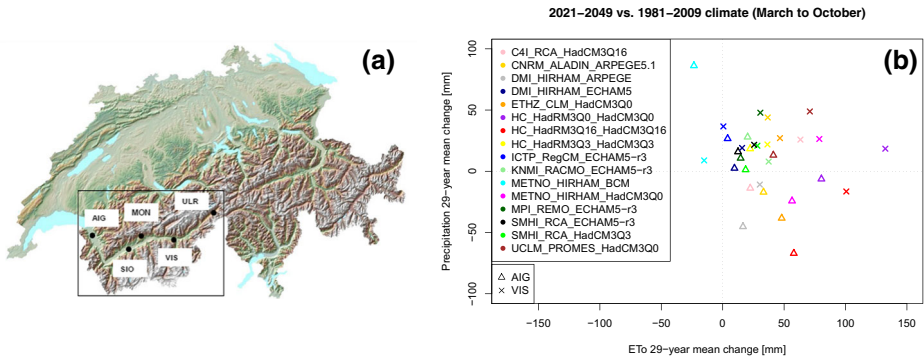 (a)
AIG
MON
ULR
SIO
VIS
2021−2049 vs. 1981−2009 climate (March to October)
(b)
Precipitation 29−year mean change [mm]
100
50
0
−50
−100
C4I_RCA_HadCM3Q16
CNRM_ALADIN_ARPEGE5.1
DMI_HIRHAM_ARPEGE
DMI_HIRHAM_ECHAM5
ETHZ_CLM_HadCM3Q0
HC_HadRM3Q0_HadCM3Q0
HC_HadRM3Q16_HadCM3Q16
HC_HadRM3Q3_HadCM3Q3
ICTP_RegCM_ECHAM5−r3
KNMI_RACMO_ECHAM5−r3
METNO_HIRHAM_BCM
METNO_HIRHAM_HadCM3Q0
MPI_REMO_ECHAM5−r3
SMHI_RCA_ECHAM5−r3
SMHI_RCA_HadCM3Q3
UCLM_PROMES_HadCM3Q0
AIG
VIS
−150 −100 −50 0 50 100 150
ETo 29−year mean change [mm]